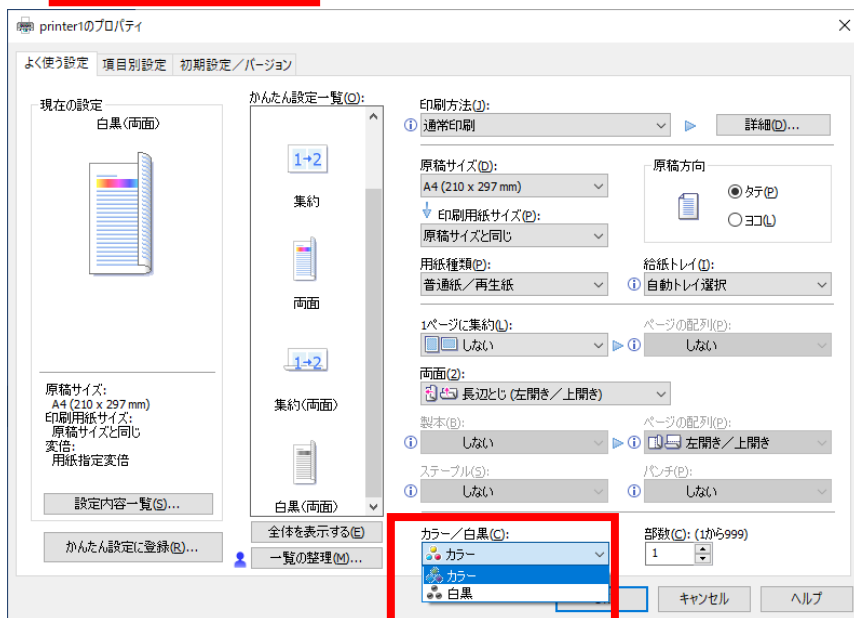 printer1のプロパティ
よく使う設定 項目別設定 初期設定／バージョン
現在の設定
白黒(両面)
原稿サイズ:
A4 (210 x 297 mm)
印刷用紙サイズ:
原稿サイズと同じ
変倍:
用紙指定変倍
設定内容一覧(S)...
かんたん設定に登録(R)...
かんたん設定一覧(O):
1→2
集約
両面
1→2
集約(両面)
白黒(両面)
全体を表示する(E)
一覧の整理(M)...
印刷方法(J):
通常印刷
詳細(D)...
原稿サイズ(D):
A4 (210 x 297 mm)
印刷用紙サイズ(P):
原稿サイズと同じ
原稿方向
タテ(P)
ヨコ(L)
用紙種類(P):
普通紙／再生紙
給紙トレイ(I):
自動トレイ選択
1ページに集約(L):
しない
ページの配列(P):
しない
両面(2):
長辺とじ (左開き／上開き)
製本(B):
しない
ページの配列(P):
左開き／上開き
ステープル(S):
しない
パンチ(P):
しない
カラー／白黒(C):
カラー
カラー
白黒
部数(C): (1から999)
1
キャンセル
ヘルプ